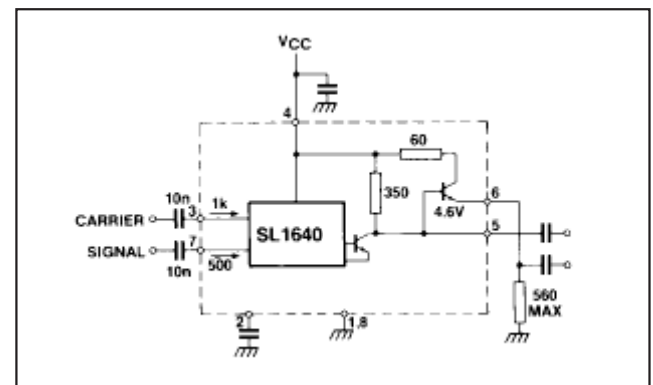 VCC
4
60
350
6
4.6V
10n
3
1k
CARRIER
SL1640
5
SIGNAL
7
500
10n
560
MAX
2
1,8